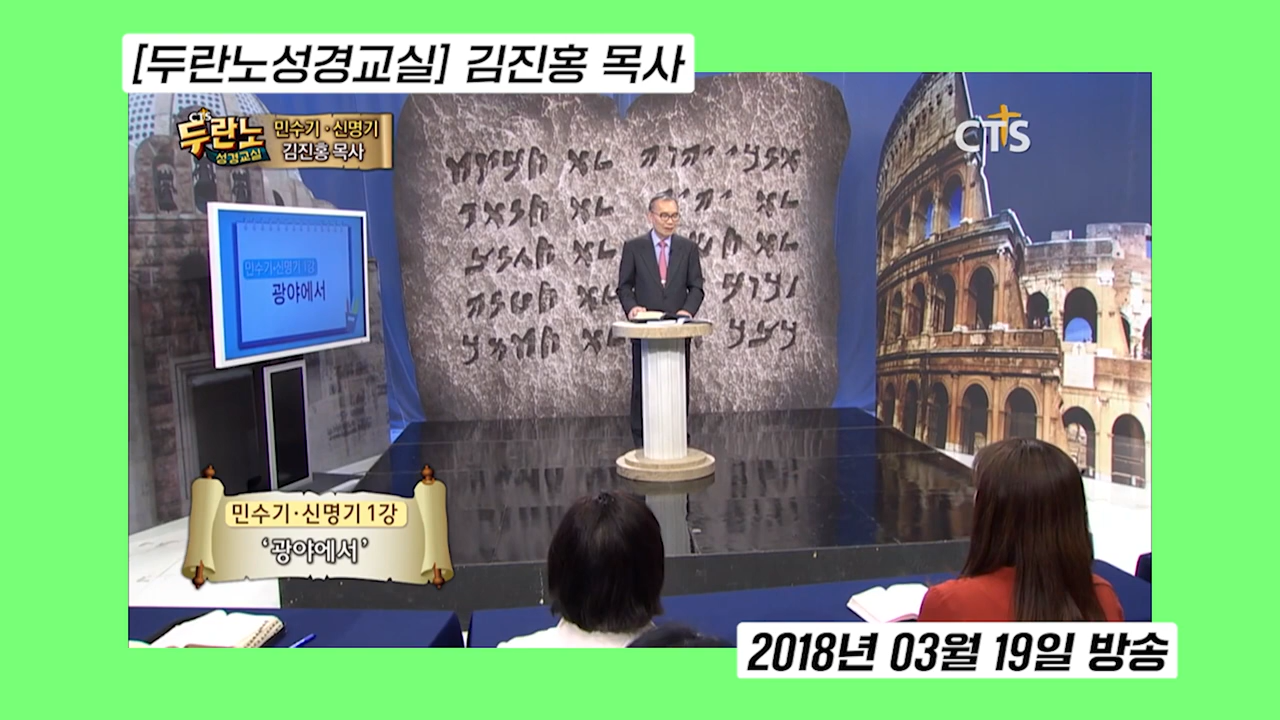 [두란노성경교실] 김진홍 목사
CTS
두란노
성경교실
민수기·신명기
김진홍 목사
CTS
민수기·신명기 1강
광야에서
민수기·신명기 1강
‘광야에서’
2018년 03월 19일 방송